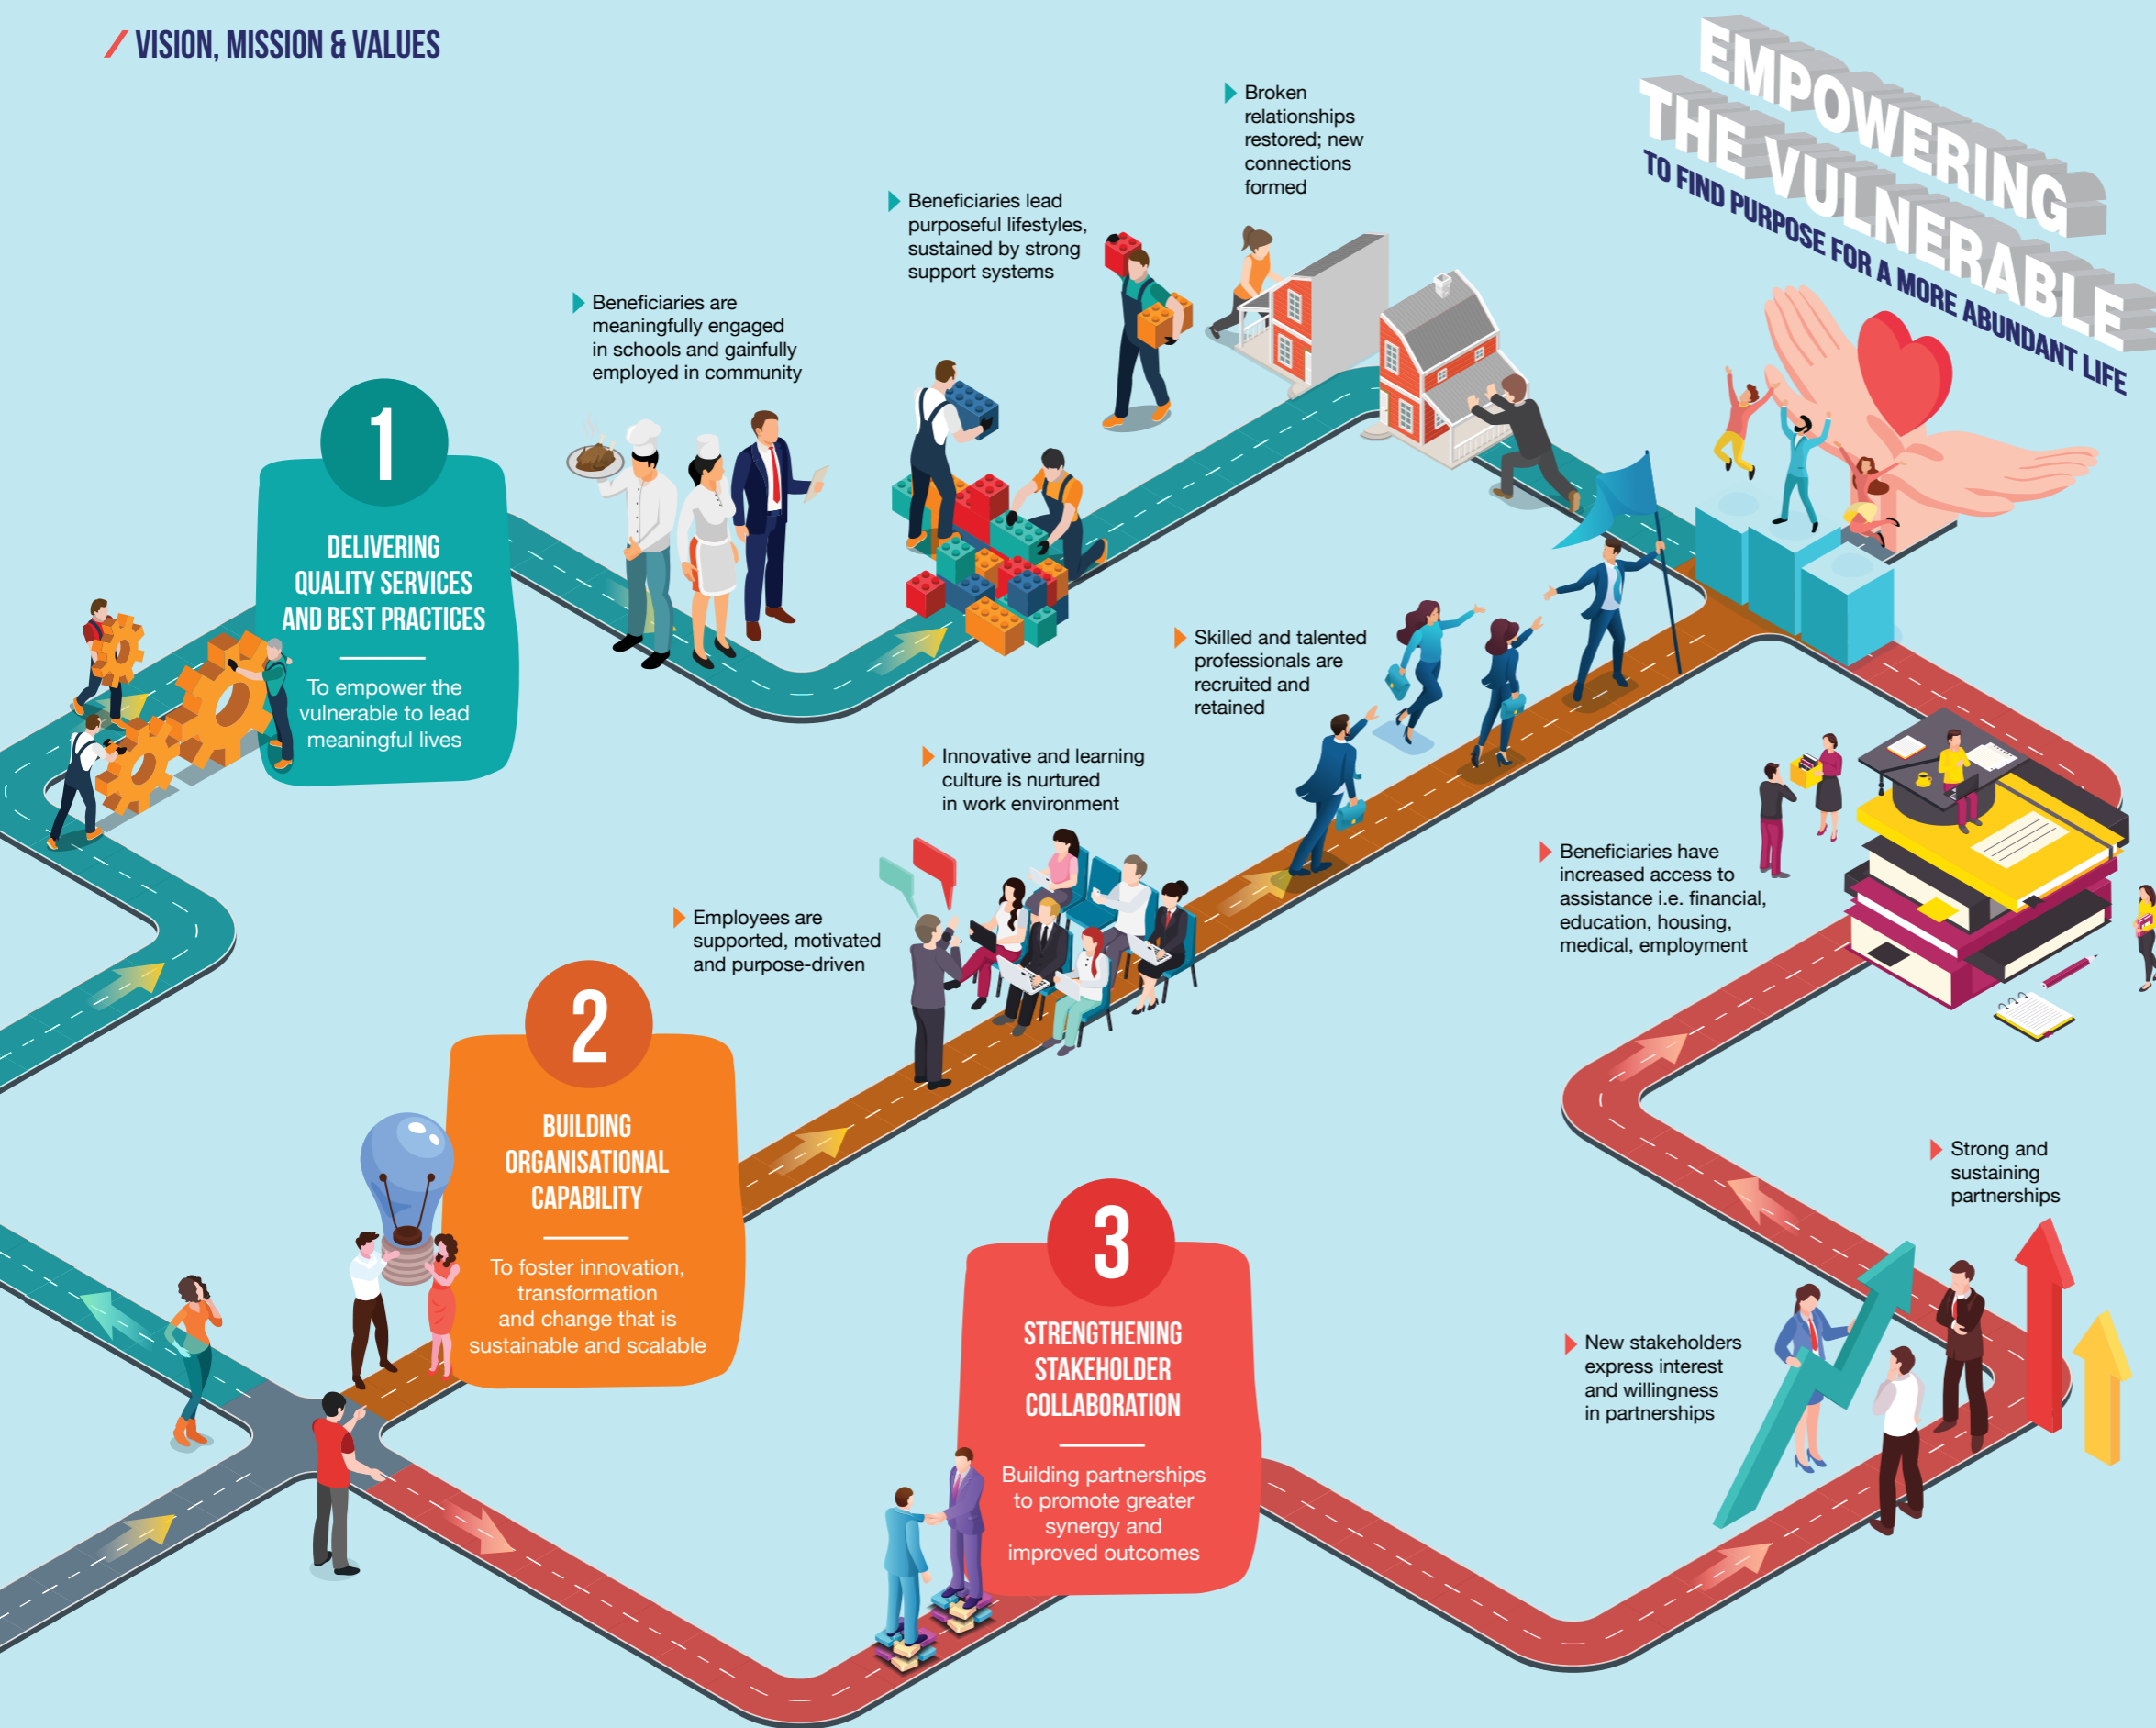 / VISION, MISSION & VALUES
EMPOWERING
THE VULNERABLE
TO FIND PURPOSE FOR A MORE ABUNDANT LIFE
1
DELIVERING
QUALITY SERVICES
AND BEST PRACTICES
To empower the
vulnerable to lead
meaningful lives
Beneficiaries are
meaningfully engaged
in schools and gainfully
employed in community
Beneficiaries lead
purposeful lifestyles,
sustained by strong
support systems
Broken
relationships
restored; new
connections
formed
2
BUILDING
ORGANISATIONAL
CAPABILITY
To foster innovation,
transformation
and change that is
sustainable and scalable
Employees are
supported, motivated
and purpose-driven
Innovative and learning
culture is nurtured
in work environment
Skilled and talented
professionals are
recruited and
retained
3
STRENGTHENING
STAKEHOLDER
COLLABORATION
Building partnerships
to promote greater
synergy and
improved outcomes
New stakeholders
express interest
and willingness
in partnerships
Strong and
sustaining
partnerships
Beneficiaries have
increased access to
assistance i.e. financial,
education, housing,
medical, employment